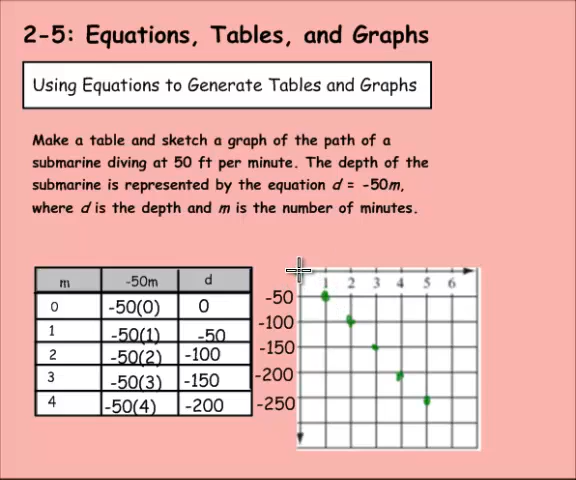 2-5: Equations, Tables, and Graphs
Using Equations to Generate Tables and Graphs
Make a table and sketch a graph of the path of a
submarine diving at 50 ft per minute. The depth of the
submarine is represented by the equation d = -50m,
where d is the depth and m is the number of minutes.
m -50m d
0 -50(0) 0
1 -50(1) -50
2 -50(2) -100
3 -50(3) -150
4 -50(4) -200
1 2 3 4 5 6
-50
-100
-150
-200
-250